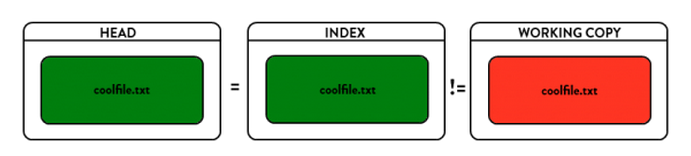 HEAD
INDEX
WORKING COPY
coolfile.txt
=
coolfile.txt
!=
coolfile.txt